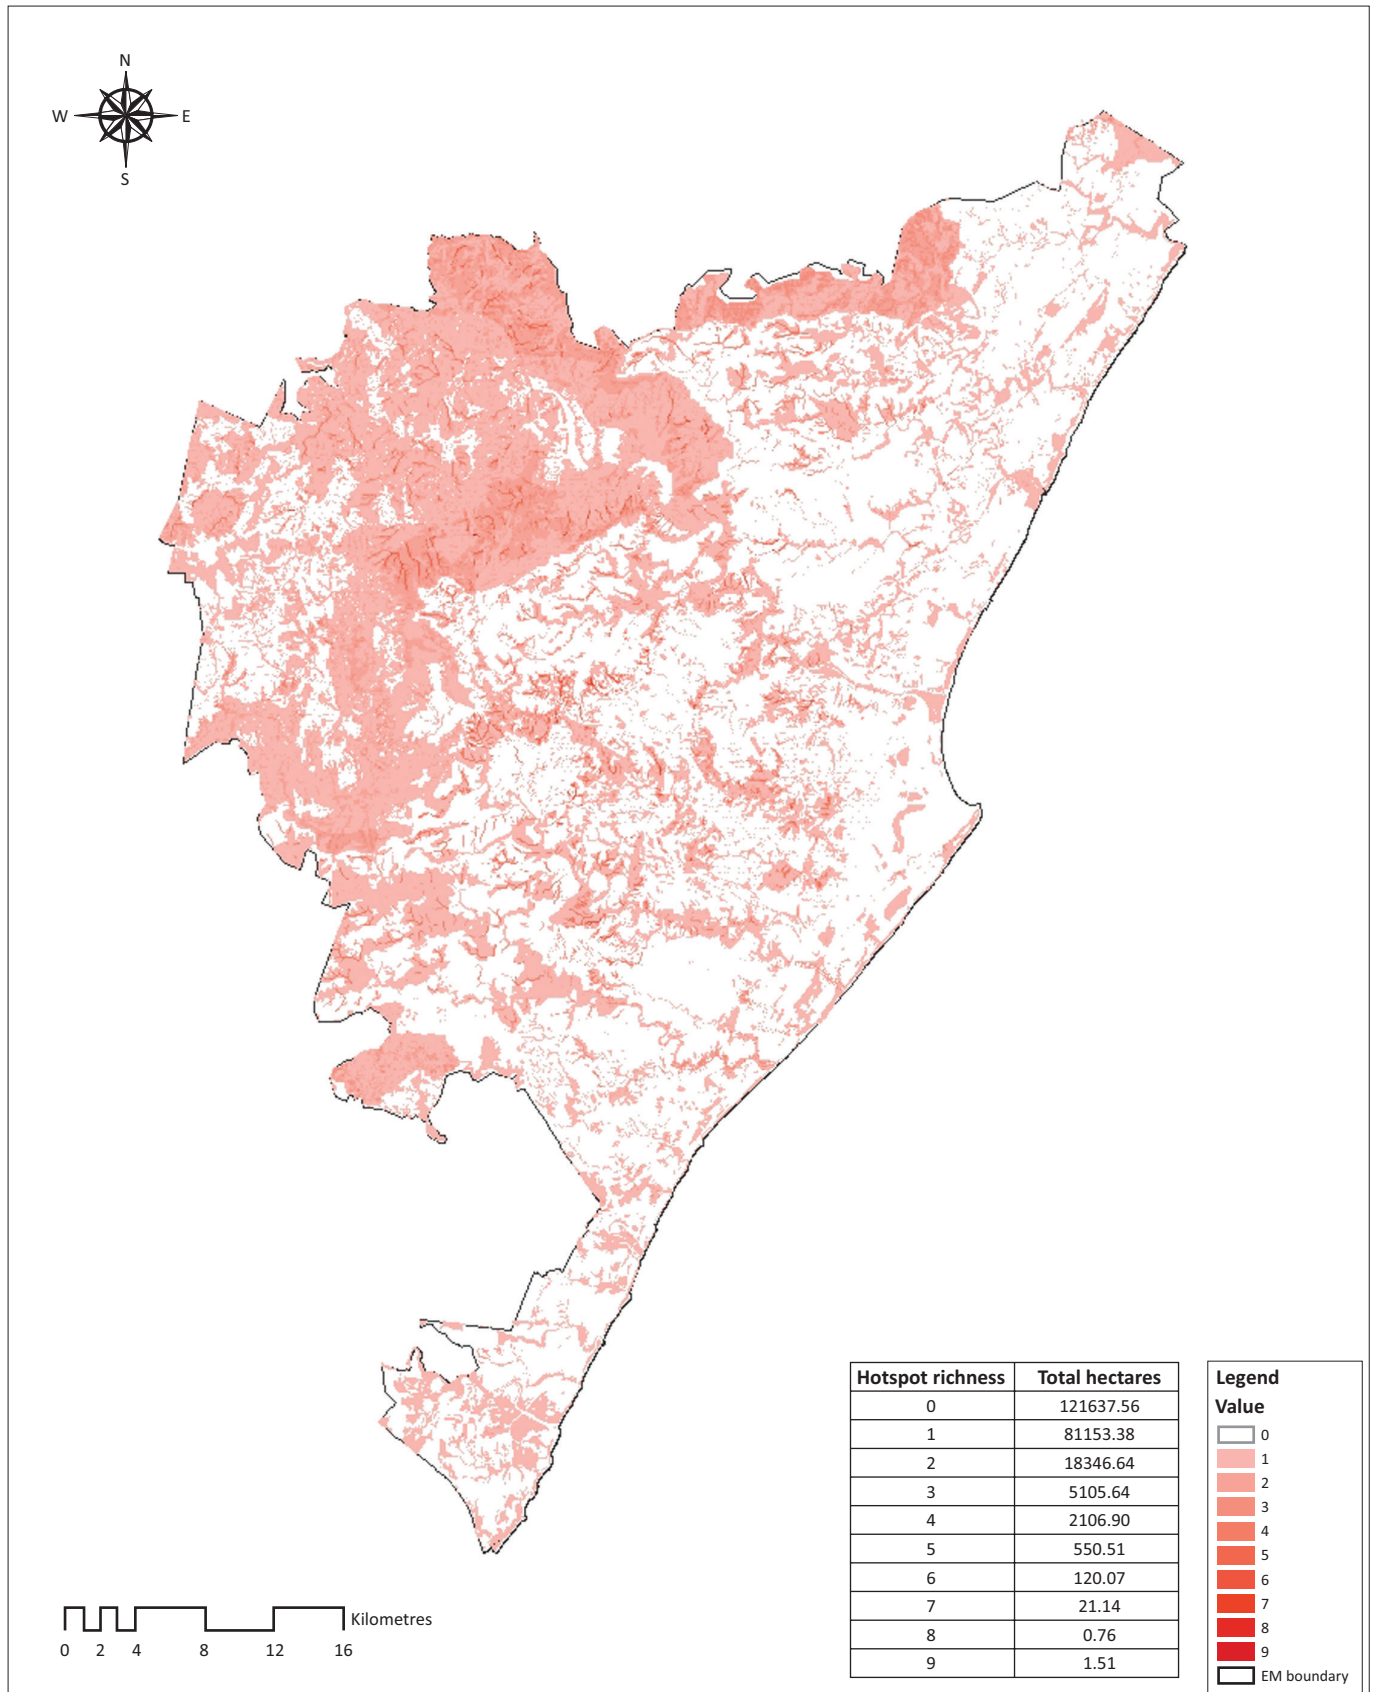 N
W E
S
Hotspot richness Total hectares
0 121637.56
1 81153.38
2 18346.64
3 5105.64
4 2106.90
5 550.51
6 120.07
7 21.14
8 0.76
9 1.51
Legend
Value
0
1
2
3
4
5
6
7
8
9
EM boundary
Kilometres
0 2 4 8 12 16